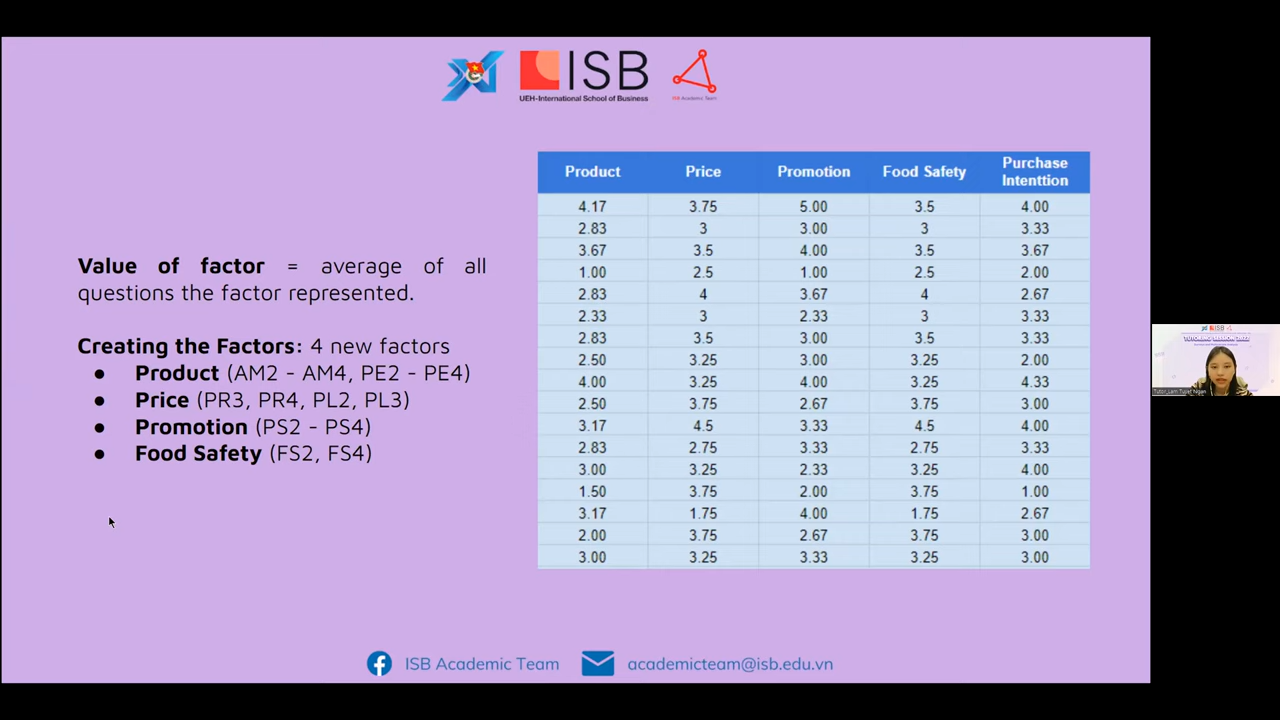 ISB
UEH-International School of Business
ISB Academic Team
Value of factor = average of all
questions the factor represented.
Creating the Factors: 4 new factors
● Product (AM2 - AM4, PE2 - PE4)
● Price (PR3, PR4, PL2, PL3)
● Promotion (PS2 - PS4)
● Food Safety (FS2, FS4)
Product Price Promotion Food Safety Purchase Intenttion
4.17 3.75 5.00 3.5 4.00
2.83 3 3.00 3 3.33
3.67 3.5 4.00 3.5 3.67
1.00 2.5 1.00 2.5 2.00
2.83 4 3.67 4 2.67
2.33 3 2.33 3 3.33
2.83 3.5 3.00 3.5 3.33
2.50 3.25 3.00 3.25 2.00
4.00 3.25 4.00 3.25 4.33
2.50 3.75 2.67 3.75 3.00
3.17 4.5 3.33 4.5 4.00
2.83 2.75 3.33 2.75 3.33
3.00 3.25 2.33 3.25 4.00
1.50 3.75 2.00 3.75 1.00
3.17 1.75 4.00 1.75 2.67
2.00 3.75 2.67 3.75 3.00
3.00 3.25 3.33 3.25 3.00
ISB Academic Team academicteam@isb.edu.vn
ISB
TUTORING SESSION 2022
Tutor_Lam Tuyet Ngan